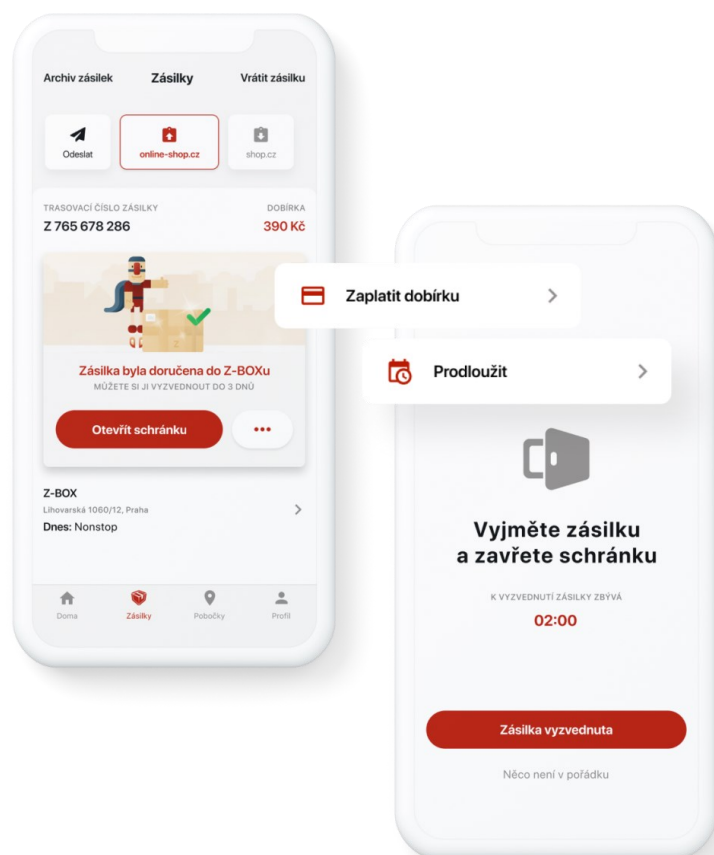 Archiv zásilek Zásilky Vrátit zásilku
Odeslat online-shop.cz shop.cz
TRASOVACÍ ČÍSLO ZÁSILKY DOBÍRKA
Z 765 678 286 390 Kč
Zásilka byla doručena do Z-BOXu
MŮŽETE SI JI VYZVEDNOUT DO 3 DNŮ
Otevřít schránku
Z-BOX
Lihovarská 1060/12, Praha
Dnes: Nonstop
Doma Zásilky Pobočky Profil
Zaplatit dobírku
Prodloužit
Vyjměte zásilku
a zavřete schránku
K VYZVEDNUTÍ ZÁSILKY ZBÝVÁ
02:00
Zásilka vyzvednuta
Něco není v pořádku